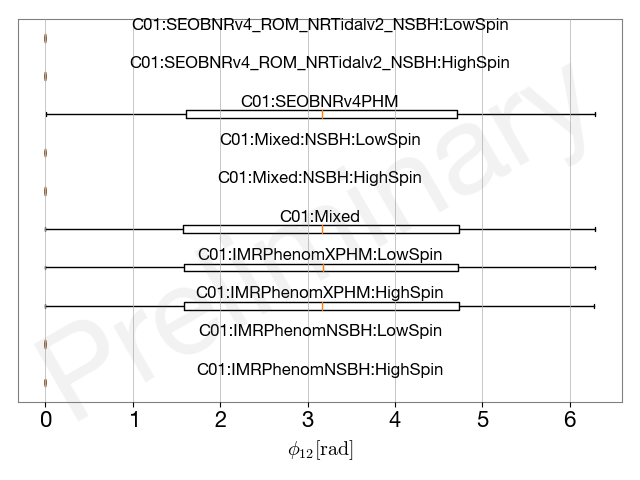 C01:SEOBNRv4_ROM_NRTidalv2_NSBH:LowSpin
C01:SEOBNRv4_ROM_NRTidalv2_NSBH:HighSpin
C01:SEOBNRv4PHM
C01:Mixed:NSBH:LowSpin
C01:Mixed:NSBH:HighSpin
C01:Mixed
C01:IMRPhenomXPHM:LowSpin
C01:IMRPhenomXPHM:HighSpin
C01:IMRPhenomNSBH:LowSpin
C01:IMRPhenomNSBH:HighSpin
Preliminary
0 1 2 3 4 5 6
ϕ₁₂[rad]